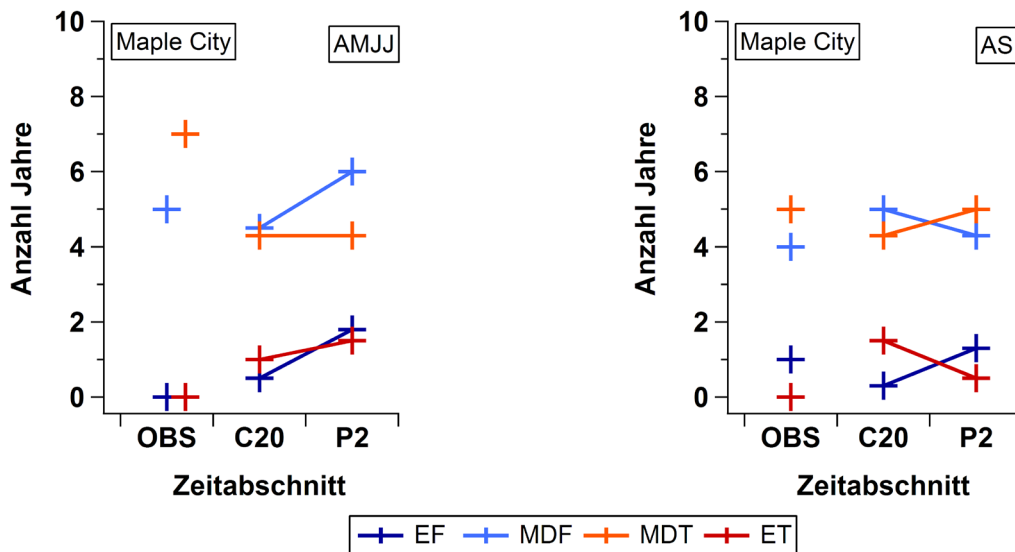 10
8
6
4
2
0
Anzahl Jahre
Maple City
AMJJ
OBS
C20
P2
Zeitabschnitt
10
8
6
4
2
0
Anzahl Jahre
Maple City
AS
OBS
C20
P2
Zeitabschnitt
EF MDF MDT ET